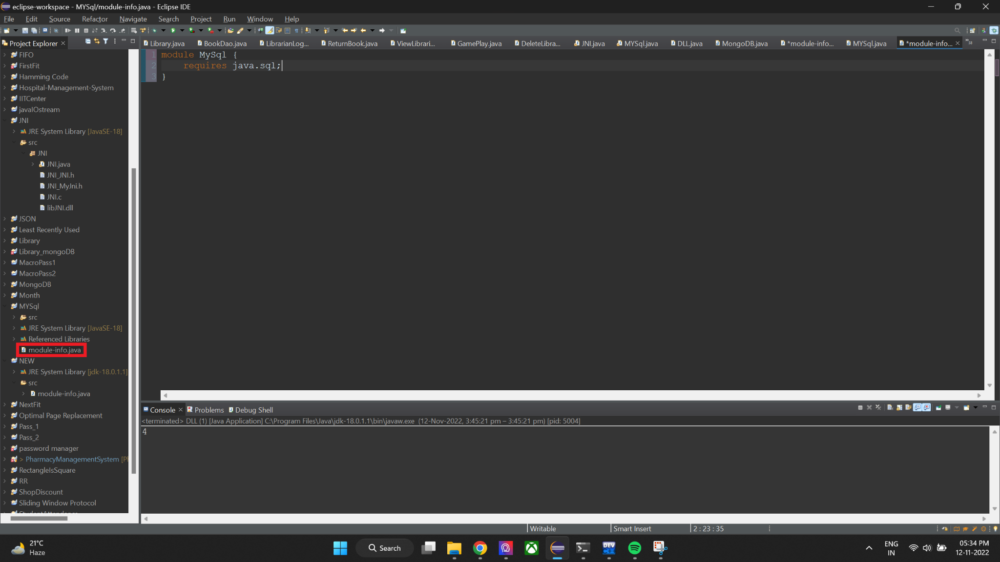 eclipse-workspace - MYSql/module-info.java - Eclipse IDE
File Edit Source Refactor Navigate Search Project Run Window Help
Project Explorer
Library.java BookDao.java LibrarianLog... ReturnBook.java ViewLibrari... GamePlay.java DeleteLibra... JNI.java MYSql.java DLL.java MongoDB.java *module-info... MYSql.java *module-info... »38
FIFO
FirstFit
Hamming Code
Hospital-Management-System
IITCenter
javaIOstream
JNI
JRE System Library [JavaSE-18]
src
JNI
JNI.java
JNI_JNI.h
JNI_MyJni.h
JNI.c
libJNI.dll
JSON
Least Recently Used
Library
Library_mongoDB
MacroPass1
MacroPass2
MongoDB
Month
MYSql
src
JRE System Library [JavaSE-18]
Referenced Libraries
module-info.java
NEW
JRE System Library [jdk-18.0.1.1]
src
module-info.java
NextFit
Optimal Page Replacement
Pass_1
Pass_2
password manager
> PharmacyManagementSystem [Ph
RectangleIsSquare
RR
ShopDiscount
Sliding Window Protocol
1 module MySql {
2 requires java.sql;
3 }
Console Problems Debug Shell
<terminated> DLL (1) [Java Application] C:\Program Files\Java\jdk-18.0.1.1\bin\javaw.exe (12-Nov-2022, 3:45:21 pm – 3:45:21 pm) [pid: 5004]
4
Writable Smart Insert 2 : 23 : 35
21°C
Haze
Search
DEV
C++
ENG
IN
05:34 PM
12-11-2022